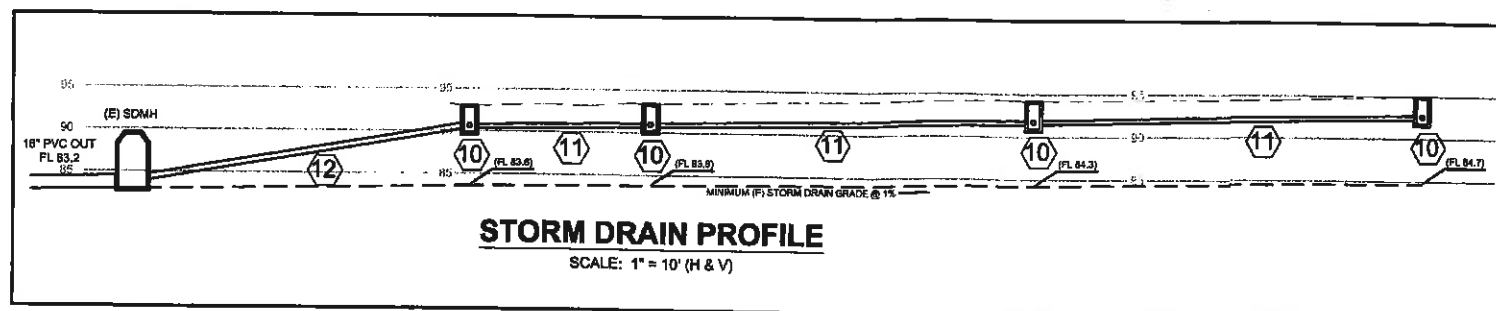 95
95
95
(E) SDMH
90
90
18" PVC OUT
FL 83.2
85
85
12
10
11
10
11
10
11
10
(FL 83.6)
(FL 83.9)
(FL 84.3)
(FL 84.7)
MINIMUM (F) STORM DRAIN GRADE @ 1%
STORM DRAIN PROFILE
SCALE: 1" = 10' (H & V)